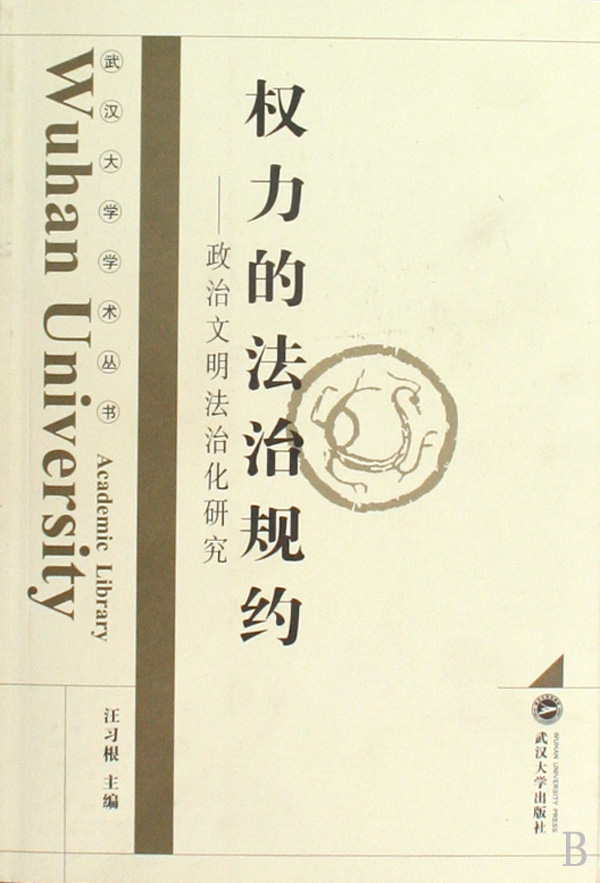 武汉大学学术丛书
Wuhan University
Academic Library
权力的法治规约
——政治文明法治化研究
汪习根 主编
武汉大学出版社
WUHAN UNIVERSITY PRESS
B